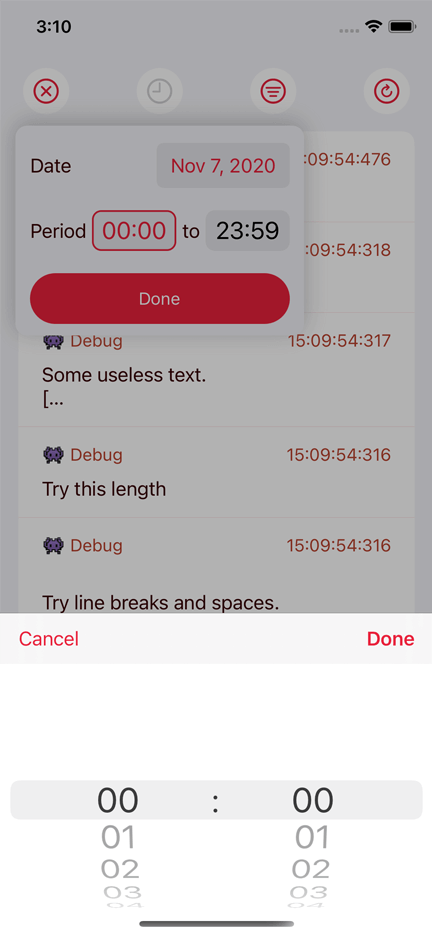 3:10
Date Nov 7, 2020 :09:54:476
Period 00:00 to 23:59 :09:54:318
Done
Debug 15:09:54:317
Some useless text.
[...
Debug 15:09:54:316
Try this length
Debug 15:09:54:316
Try line breaks and spaces.
Cancel Done
00 : 00
01 01
02 02
03 03
04 04